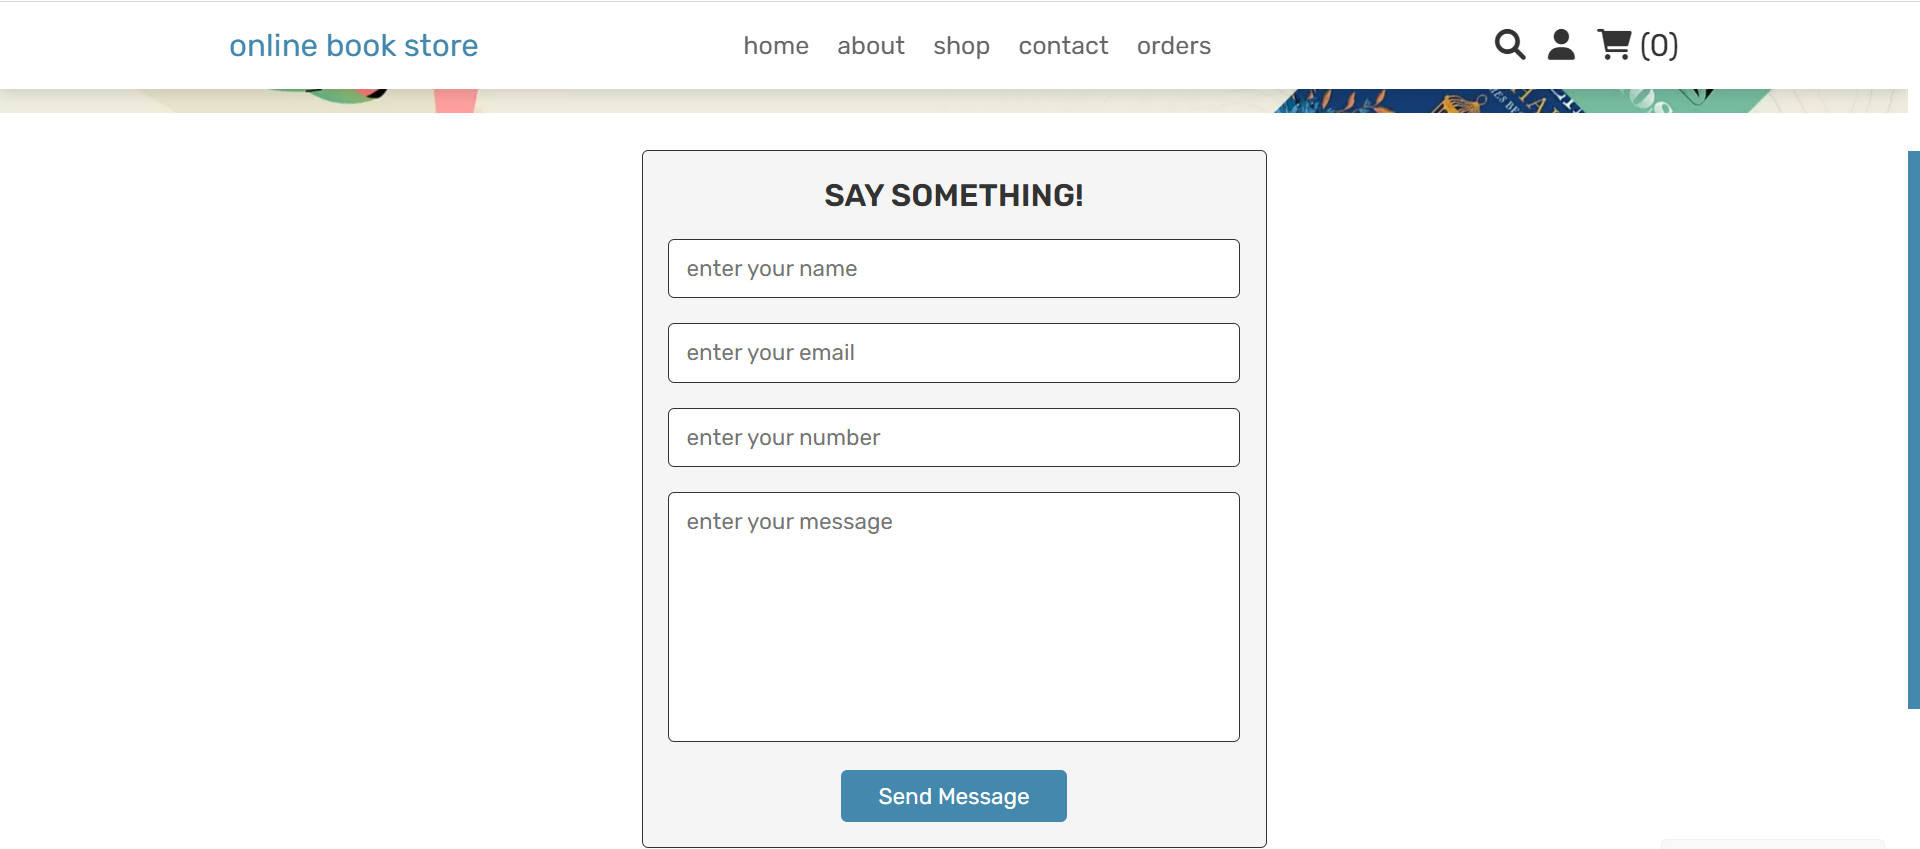 online book store home about shop contact orders (0)
SAY SOMETHING!
enter your name
enter your email
enter your number
enter your message
Send Message